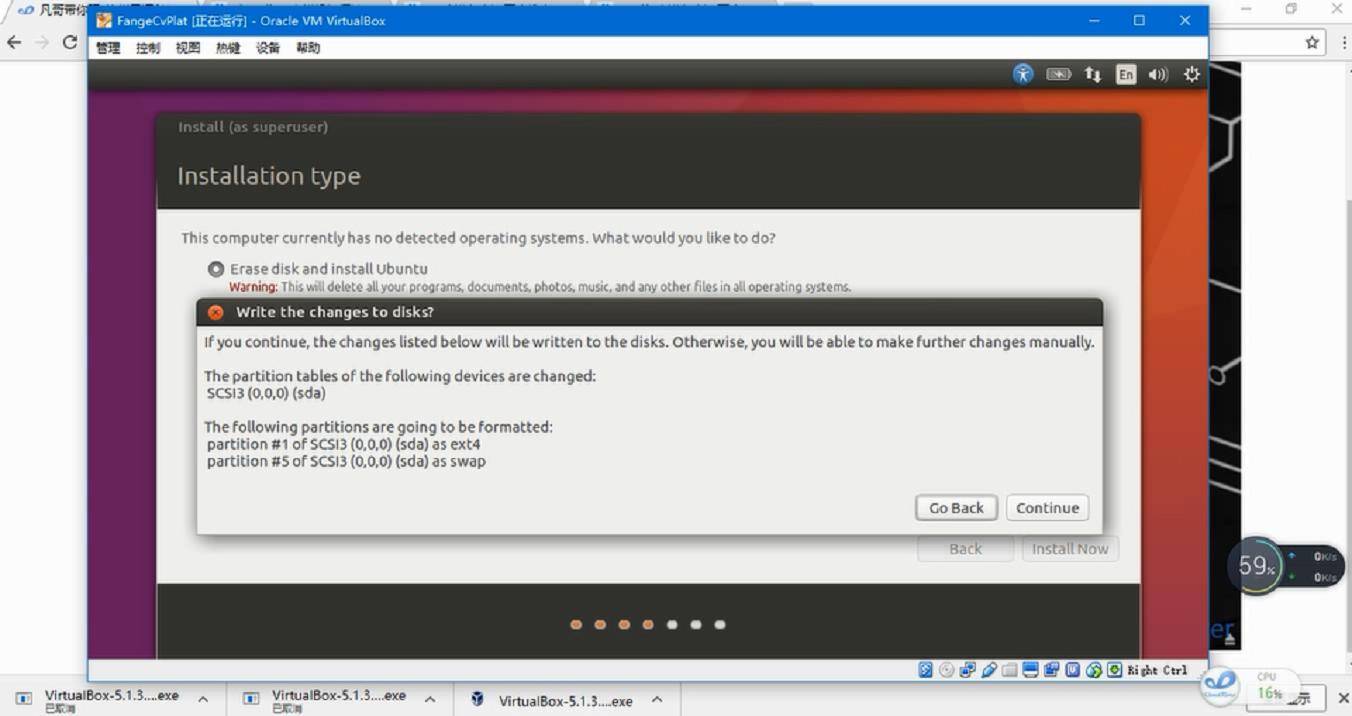 凡哥带你
FangeCvPlat [正在运行] - Oracle VM VirtualBox
管理 控制 视图 热键 设备 帮助
En
Install (as superuser)
Installation type
This computer currently has no detected operating systems. What would you like to do?
Erase disk and install Ubuntu
Warning: This will delete all your programs, documents, photos, music, and any other files in all operating systems.
Write the changes to disks?
If you continue, the changes listed below will be written to the disks. Otherwise, you will be able to make further changes manually.
The partition tables of the following devices are changed:
SCSI3 (0,0,0) (sda)
The following partitions are going to be formatted:
partition #1 of SCSI3 (0,0,0) (sda) as ext4
partition #5 of SCSI3 (0,0,0) (sda) as swap
Go Back Continue
Back Install Now
59%
0K/s
0K/s
er
Right Ctrl
VirtualBox-5.1.3....exe
已取消
VirtualBox-5.1.3....exe
已取消
VirtualBox-5.1.3....exe
CPU
16%
示